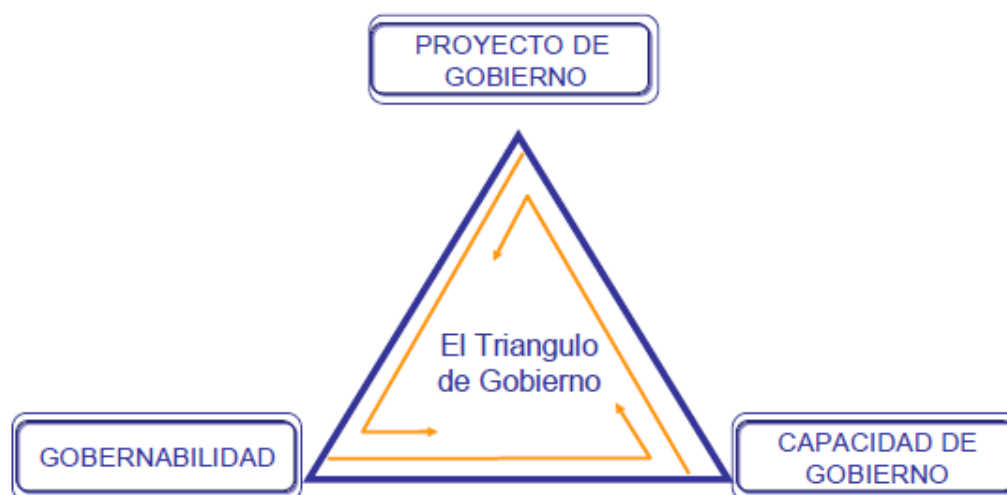 PROYECTO DE
GOBIERNO
El Triangulo
de Gobierno
GOBERNABILIDAD
CAPACIDAD DE
GOBIERNO